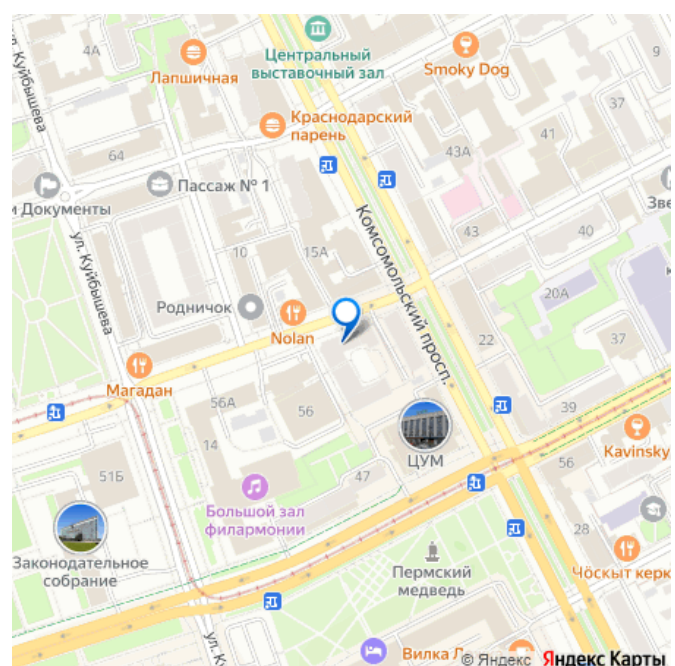 Центральный
выставочный зал
4А
Лапшичная
Smoky Dog
9
ул. Куйбышева
Краснодарский
парень
37
41
64
43А
Пассаж № 1
и Документы
Зве
ул. Куйбышева
Комсомольский просп.
43
40
10
15А
Родничок
20А
Nolan
22
37
Магадан
56А
56
39
14
ЦУМ
Kavinsky
51Б
47
56
Большой зал
филармонии
28
Законодательное
собрание
Пермский
медведь
Чӧскыт керк
ул. К
Вилка Л
© Яндекс Яндекс Карты